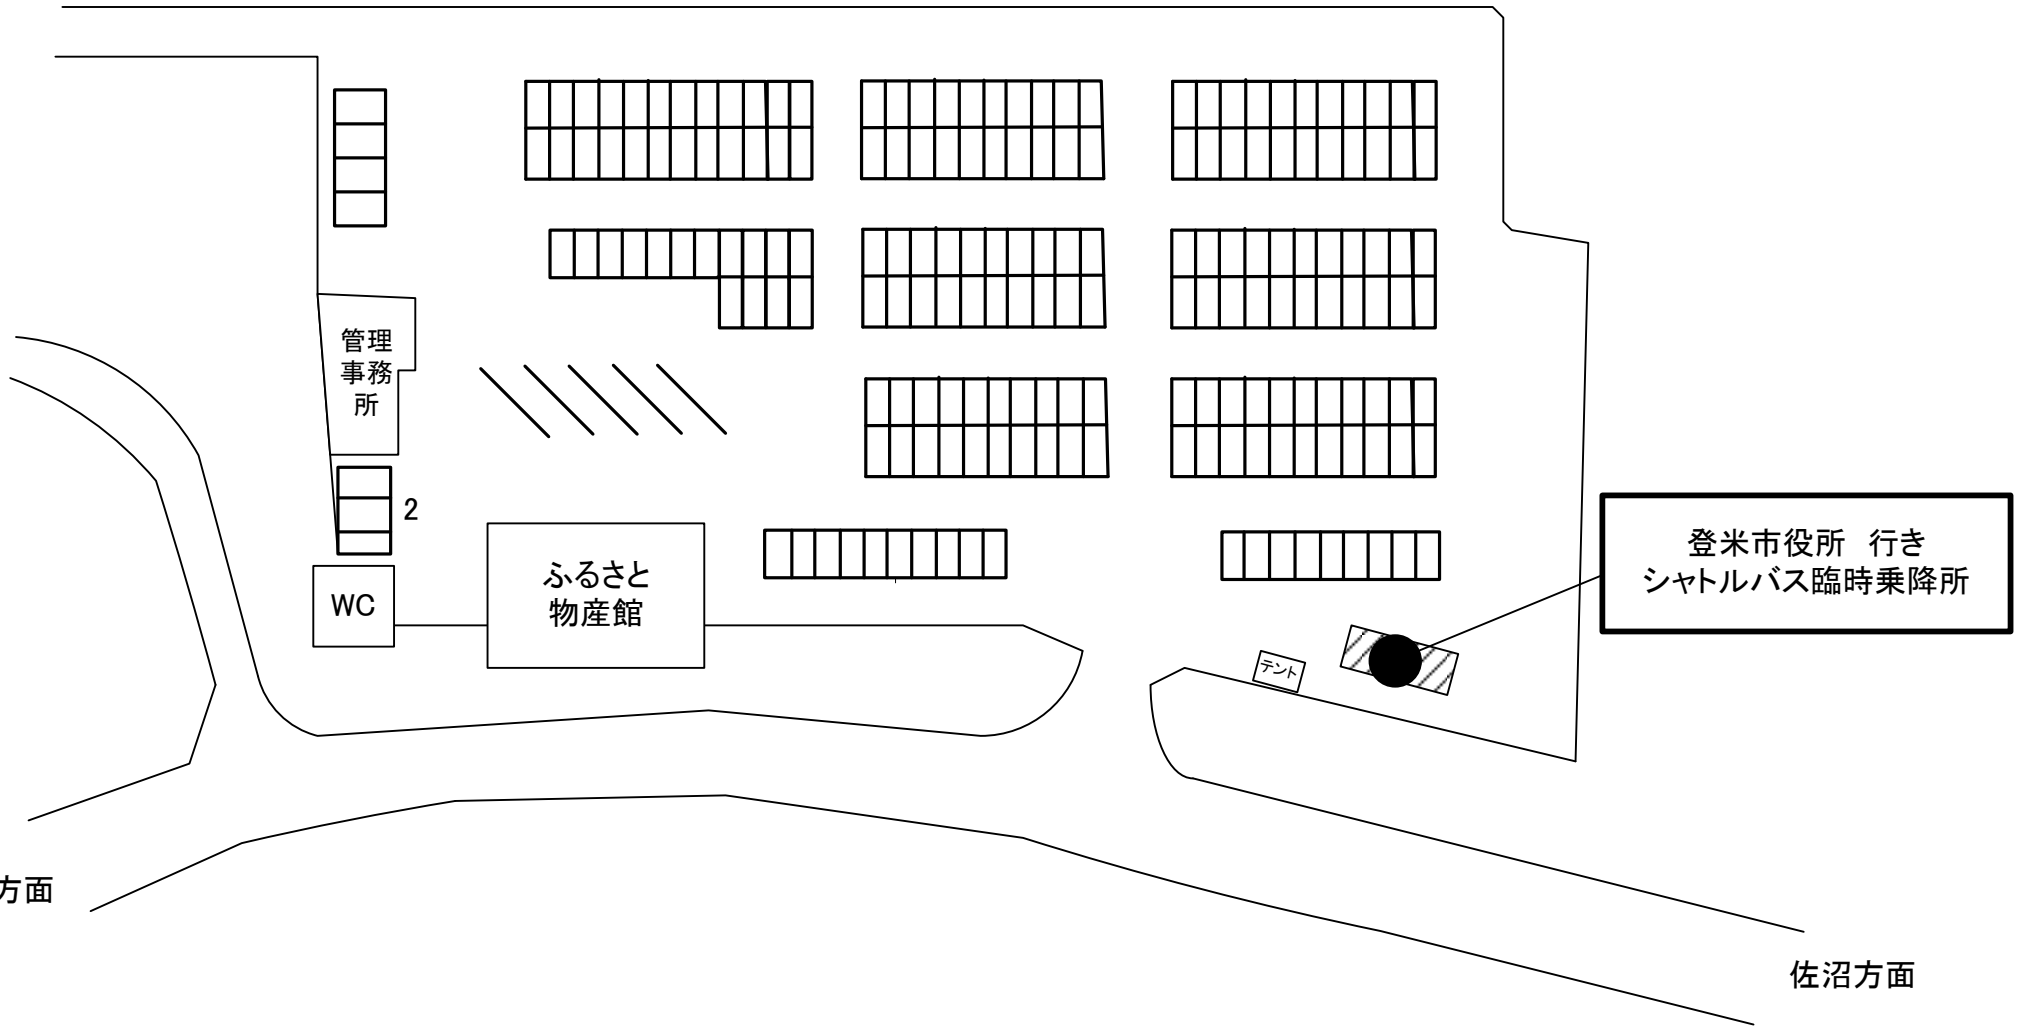 管理
事務
所
2
ふるさと
物産館
WC
登米市役所　行き
シャトルバス臨時乗降所
テント
方面
佐沼方面